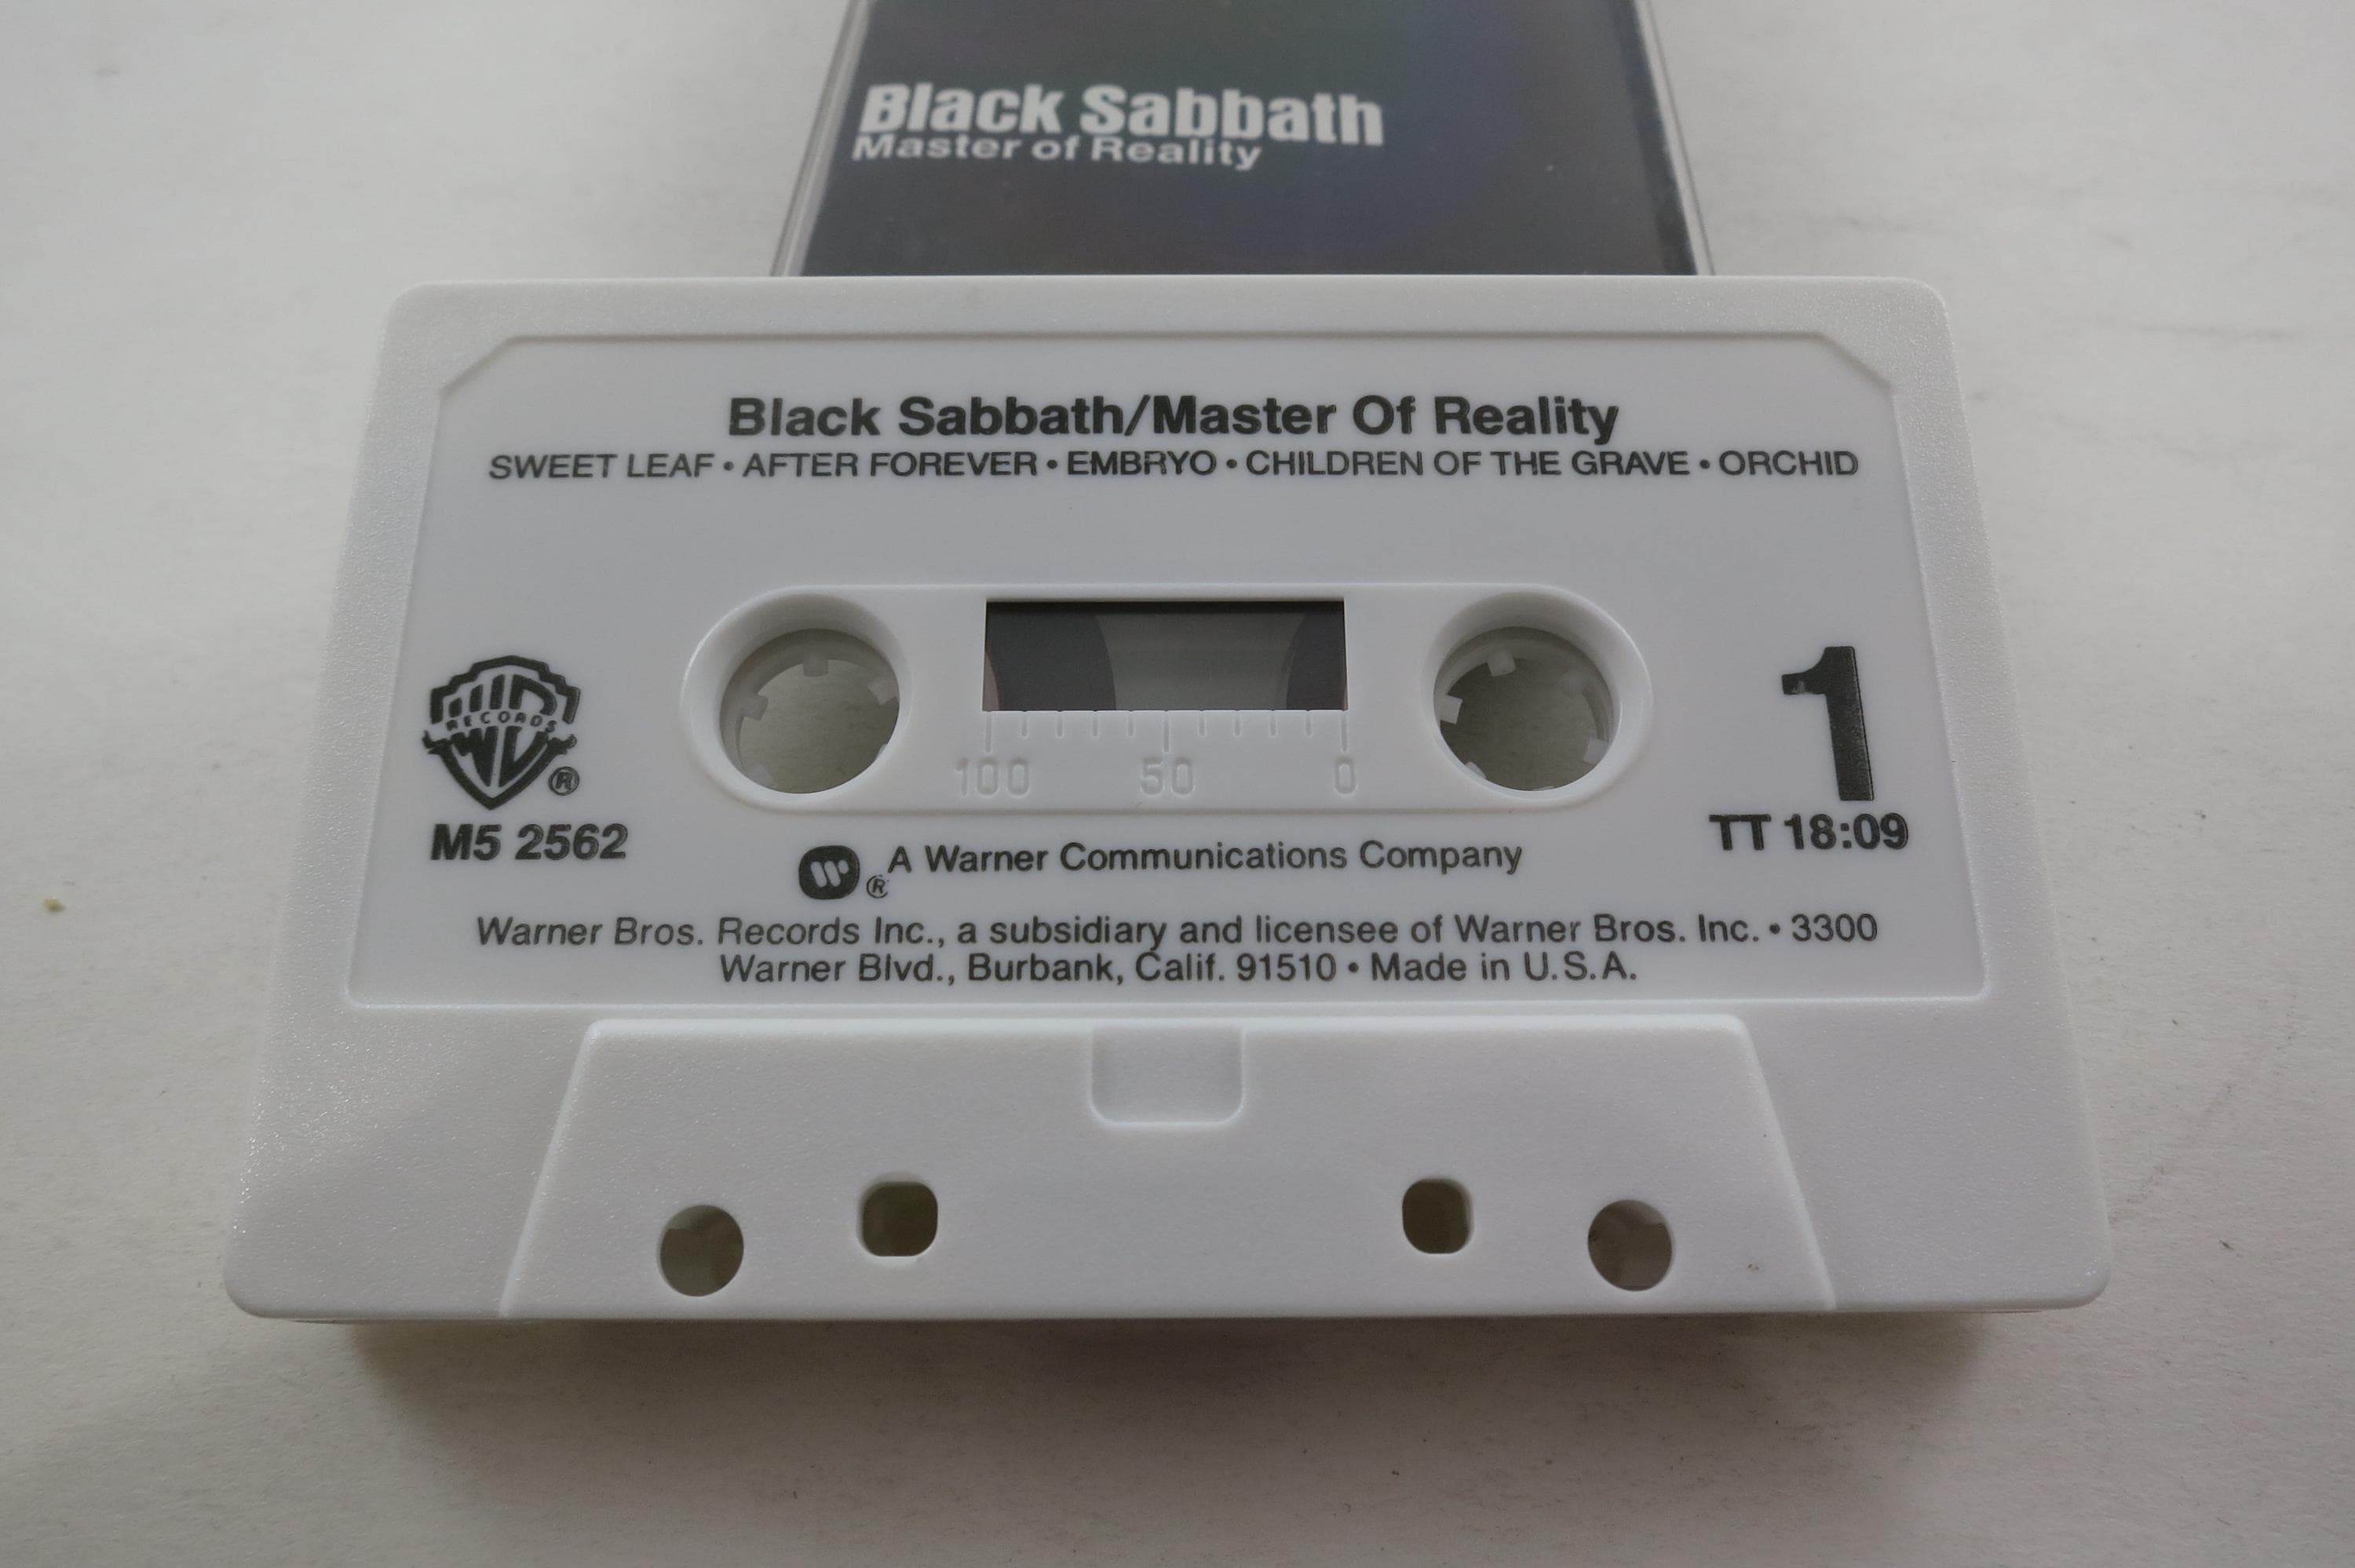 Black Sabbath
Master of Reality
Black Sabbath/Master Of Reality
SWEET LEAF • AFTER FOREVER • EMBRYO • CHILDREN OF THE GRAVE • ORCHID
RECORDS
®
M5 2562
100 50 0
1
TT 18:09
® A Warner Communications Company
Warner Bros. Records Inc., a subsidiary and licensee of Warner Bros. Inc. • 3300
Warner Blvd., Burbank, Calif. 91510 • Made in U.S.A.